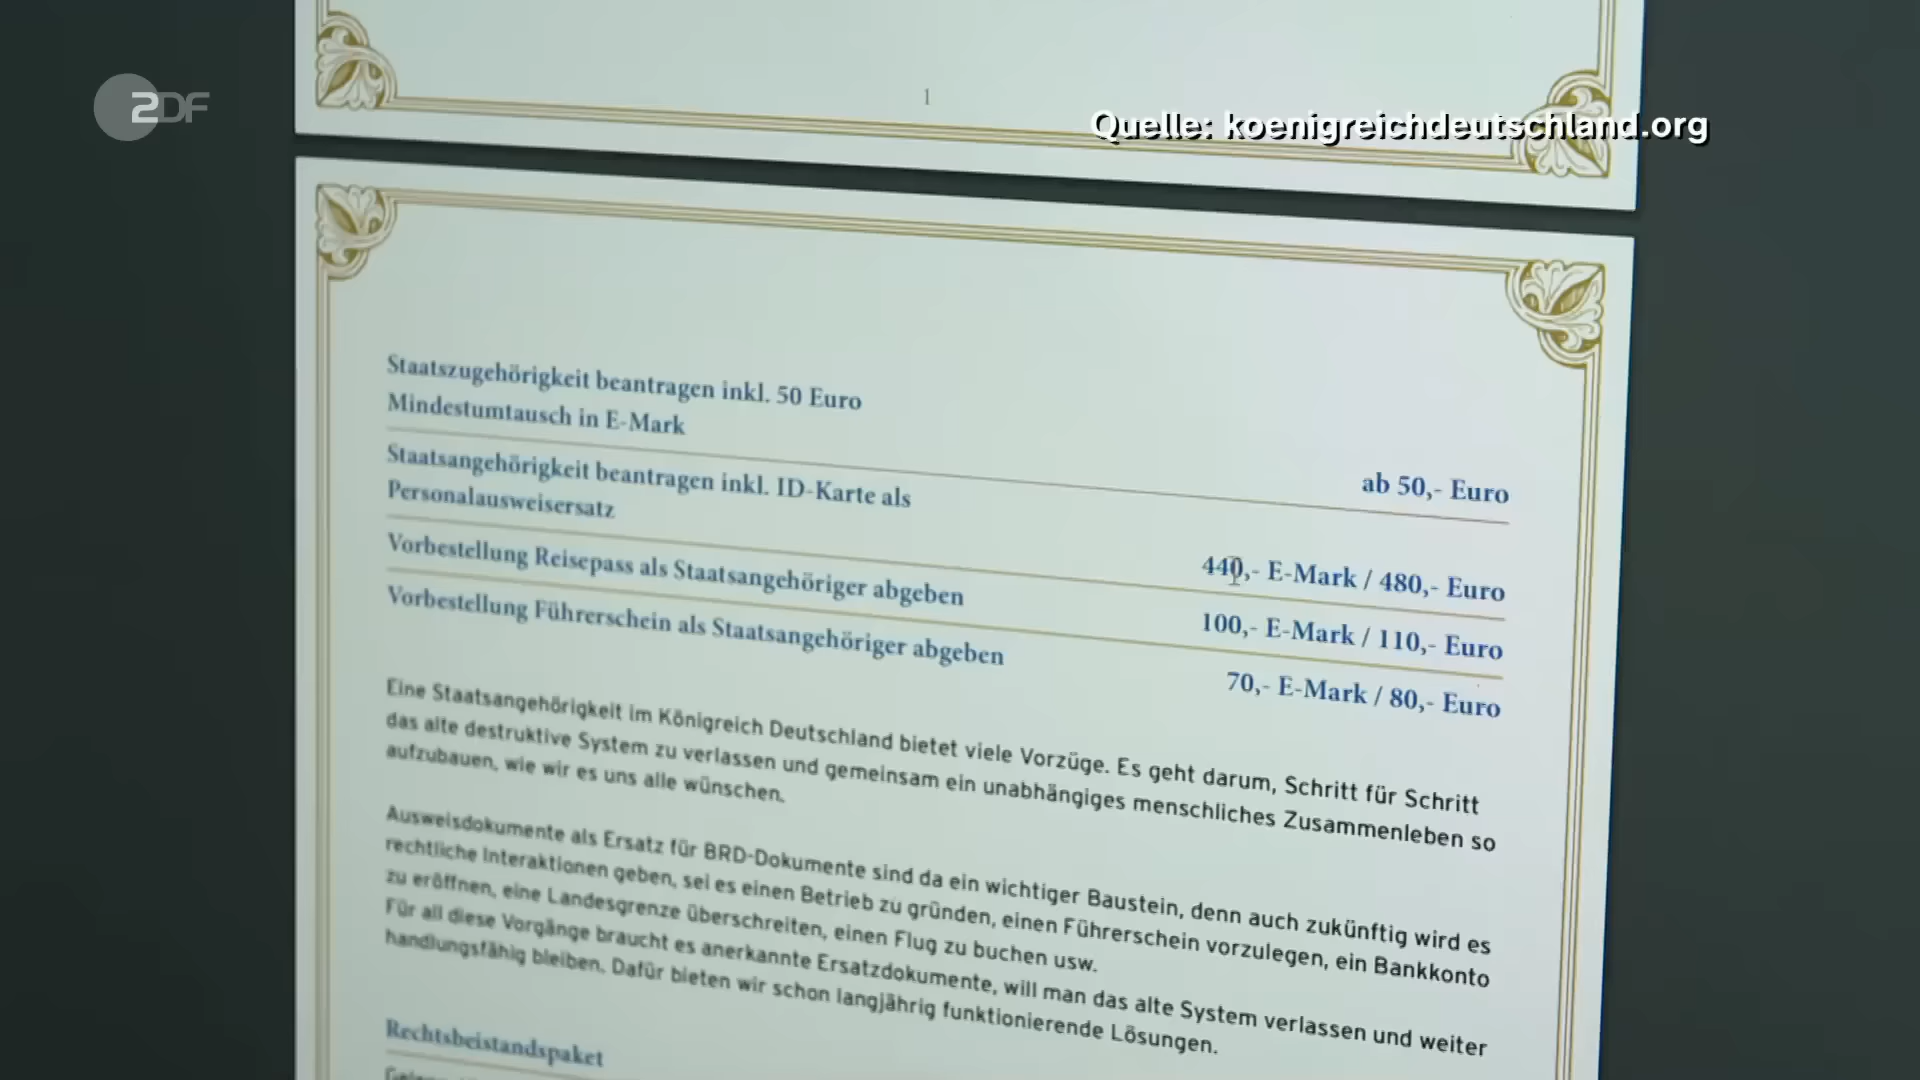 ZDF
1
Quelle: koenigreichdeutschland.org
Staatszugehörigkeit beantragen inkl. 50 Euro
Mindestumtausch in E-Mark
ab 50,- Euro
Staatsangehörigkeit beantragen inkl. ID-Karte als
Personalausweisersatz
440,- E-Mark / 480,- Euro
Vorbestellung Reisepass als Staatsangehöriger abgeben
100,- E-Mark / 110,- Euro
Vorbestellung Führerschein als Staatsangehöriger abgeben
70,- E-Mark / 80,- Euro
Eine Staatsangehörigkeit im Königreich Deutschland bietet viele Vorzüge. Es geht darum, Schritt für Schritt
das alte destruktive System zu verlassen und gemeinsam ein unabhängiges menschliches Zusammenleben so
aufzubauen, wie wir es uns alle wünschen.
Ausweisdokumente als Ersatz für BRD-Dokumente sind da ein wichtiger Baustein, denn auch zukünftig wird es
rechtliche Interaktionen geben, sei es einen Betrieb zu gründen, einen Führerschein vorzulegen, ein Bankkonto
zu eröffnen, eine Landesgrenze überschreiten, einen Flug zu buchen usw.
Für all diese Vorgänge braucht es anerkannte Ersatzdokumente, will man das alte System verlassen und weiter
handlungsfähig bleiben. Dafür bieten wir schon langjährig funktionierende Lösungen.
Rechtsbeistandspaket